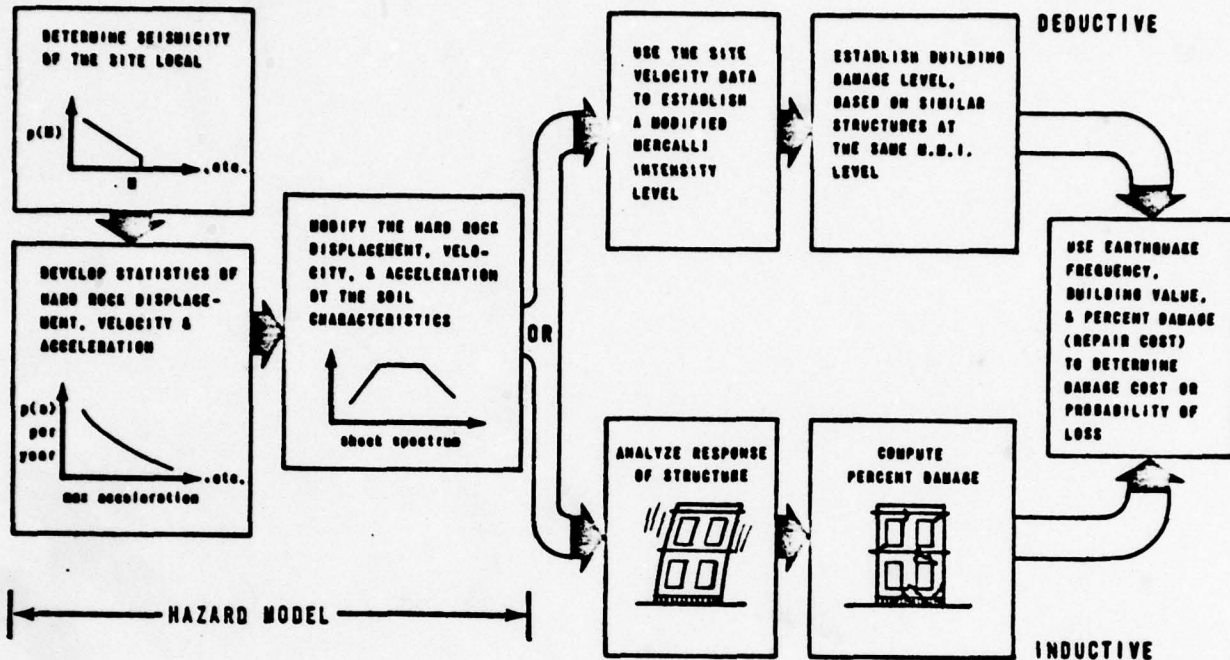 DETERMINE SEISMICITY
OF THE SITE LOCAL
p(M)
M
.etc.
DEVELOP STATISTICS OF
HARD ROCK DISPLACE-
MENT, VELOCITY &
ACCELERATION
p(a)
per
year
.etc.
max acceleration
HAZARD MODEL
MODIFY THE HARD ROCK
DISPLACEMENT, VELO-
CITY, & ACCELERATION
BY THE SOIL
CHARACTERISTICS
shock spectrum
OR
USE THE SITE
VELOCITY DATA
TO ESTABLISH
A MODIFIED
MERCALLI
INTENSITY
LEVEL
ESTABLISH BUILDING
DAMAGE LEVEL,
BASED ON SIMILAR
STRUCTURES AT
THE SAME M.M.I.
LEVEL
DEDUCTIVE
ANALYZE RESPONSE
OF STRUCTURE
COMPUTE
PERCENT DAMAGE
INDUCTIVE
USE EARTHQUAKE
FREQUENCY,
BUILDING VALUE,
& PERCENT DAMAGE
(REPAIR COST)
TO DETERMINE
DAMAGE COST OR
PROBABILITY OF
LOSS